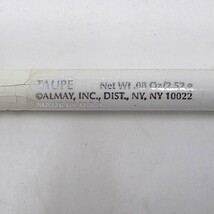 TAUPE Net Wt .08 Oz/2.52 g
©ALMAY, INC., DIST., NY, NY 10022